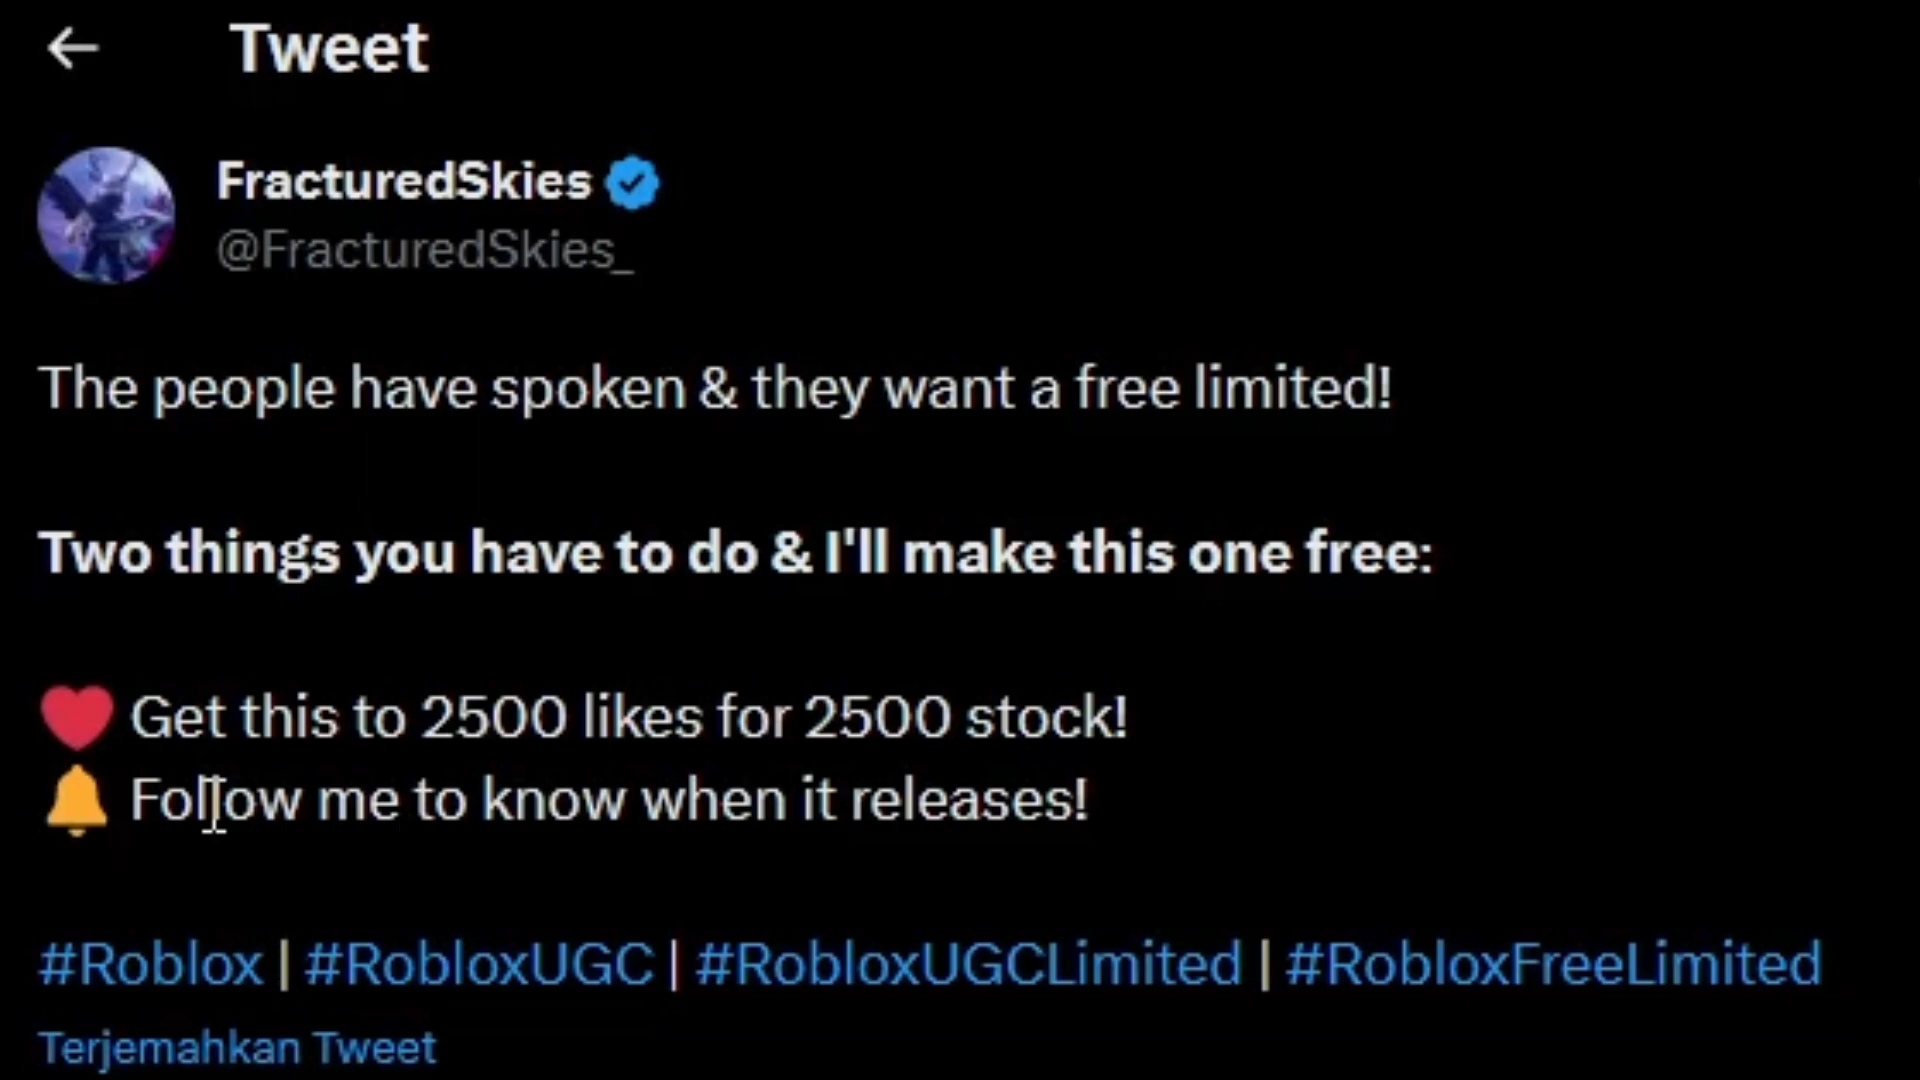 Tweet
FracturedSkies
@FracturedSkies_
The people have spoken & they want a free limited!
Two things you have to do & I'll make this one free:
❤️ Get this to 2500 likes for 2500 stock!
🔔 Follow me to know when it releases!
#Roblox | #RobloxUGC | #RobloxUGCLimited | #RobloxFreeLimited
Terjemahkan Tweet